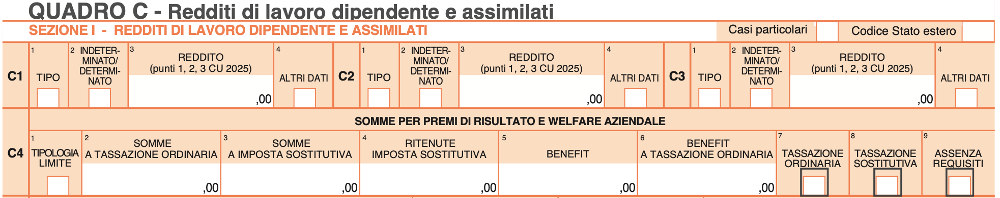 QUADRO C - Redditi di lavoro dipendente e assimilati
SEZIONE I - REDDITI DI LAVORO DIPENDENTE E ASSIMILATI
Casi particolari
Codice Stato estero
C1
1
TIPO
2
INDETER-
MINATO/
DETERMI-
NATO
3
REDDITO
(punti 1, 2, 3 CU 2025)
,00
4
ALTRI DATI
C2
1
TIPO
2
INDETER-
MINATO/
DETERMI-
NATO
3
REDDITO
(punti 1, 2, 3 CU 2025)
,00
4
ALTRI DATI
C3
1
TIPO
2
INDETER-
MINATO/
DETERMI-
NATO
3
REDDITO
(punti 1, 2, 3 CU 2025)
,00
4
ALTRI DATI
SOMME PER PREMI DI RISULTATO E WELFARE AZIENDALE
C4
1
TIPOLOGIA
LIMITE
2
SOMME
A TASSAZIONE ORDINARIA
,00
3
SOMME
A IMPOSTA SOSTITUTIVA
,00
4
RITENUTE
IMPOSTA SOSTITUTIVA
,00
5
BENEFIT
,00
6
BENEFIT
A TASSAZIONE ORDINARIA
,00
7
TASSAZIONE
ORDINARIA
8
TASSAZIONE
SOSTITUTIVA
9
ASSENZA
REQUISITI